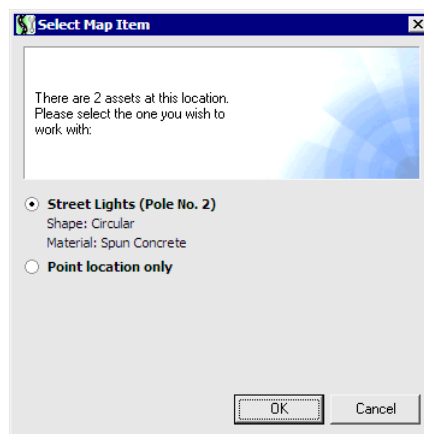 Select Map Item
There are 2 assets at this location.
Please select the one you wish to
work with:
Street Lights (Pole No. 2)
Shape: Circular
Material: Spun Concrete
Point location only
OK
Cancel